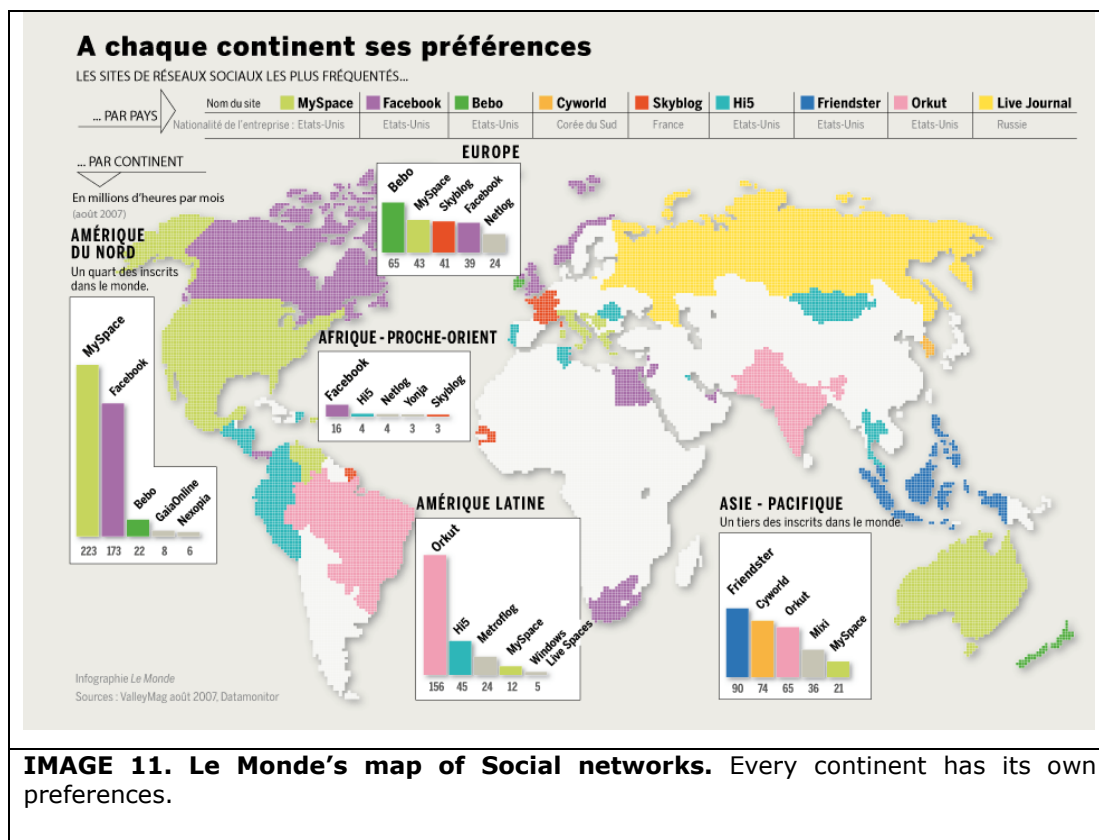 A chaque continent ses préférences
LES SITES DE RÉSEAUX SOCIAUX LES PLUS FRÉQUENTÉS...
... PAR PAYS
Nom du site MySpace Facebook Bebo Cyworld Skyblog Hi5 Friendster Orkut Live Journal
Nationalité de l'entreprise : Etats-Unis Etats-Unis Etats-Unis Corée du Sud France Etats-Unis Etats-Unis Etats-Unis Russie
... PAR CONTINENT
En millions d'heures par mois
(août 2007)
AMÉRIQUE
DU NORD
Un quart des inscrits
dans le monde.
MySpace
Facebook
Bebo
GaiaOnline
Nexopia
223 173 22 8 6
EUROPE
Bebo
MySpace
Skyblog
Facebook
Netlog
65 43 41 39 24
AFRIQUE - PROCHE-ORIENT
Facebook
Hi5
Netlog
Yonja
Skyblog
16 4 4 3 3
AMÉRIQUE LATINE
Orkut
Hi5
Metroflog
MySpace
Windows
Live Spaces
156 45 24 12 5
ASIE - PACIFIQUE
Un tiers des inscrits dans le monde.
Friendster
Cyworld
Orkut
Mixi
MySpace
90 74 65 36 21
Infographie Le Monde
Sources : ValleyMag août 2007, Datamonitor
IMAGE 11. Le Monde's map of Social networks. Every continent has its own
preferences.